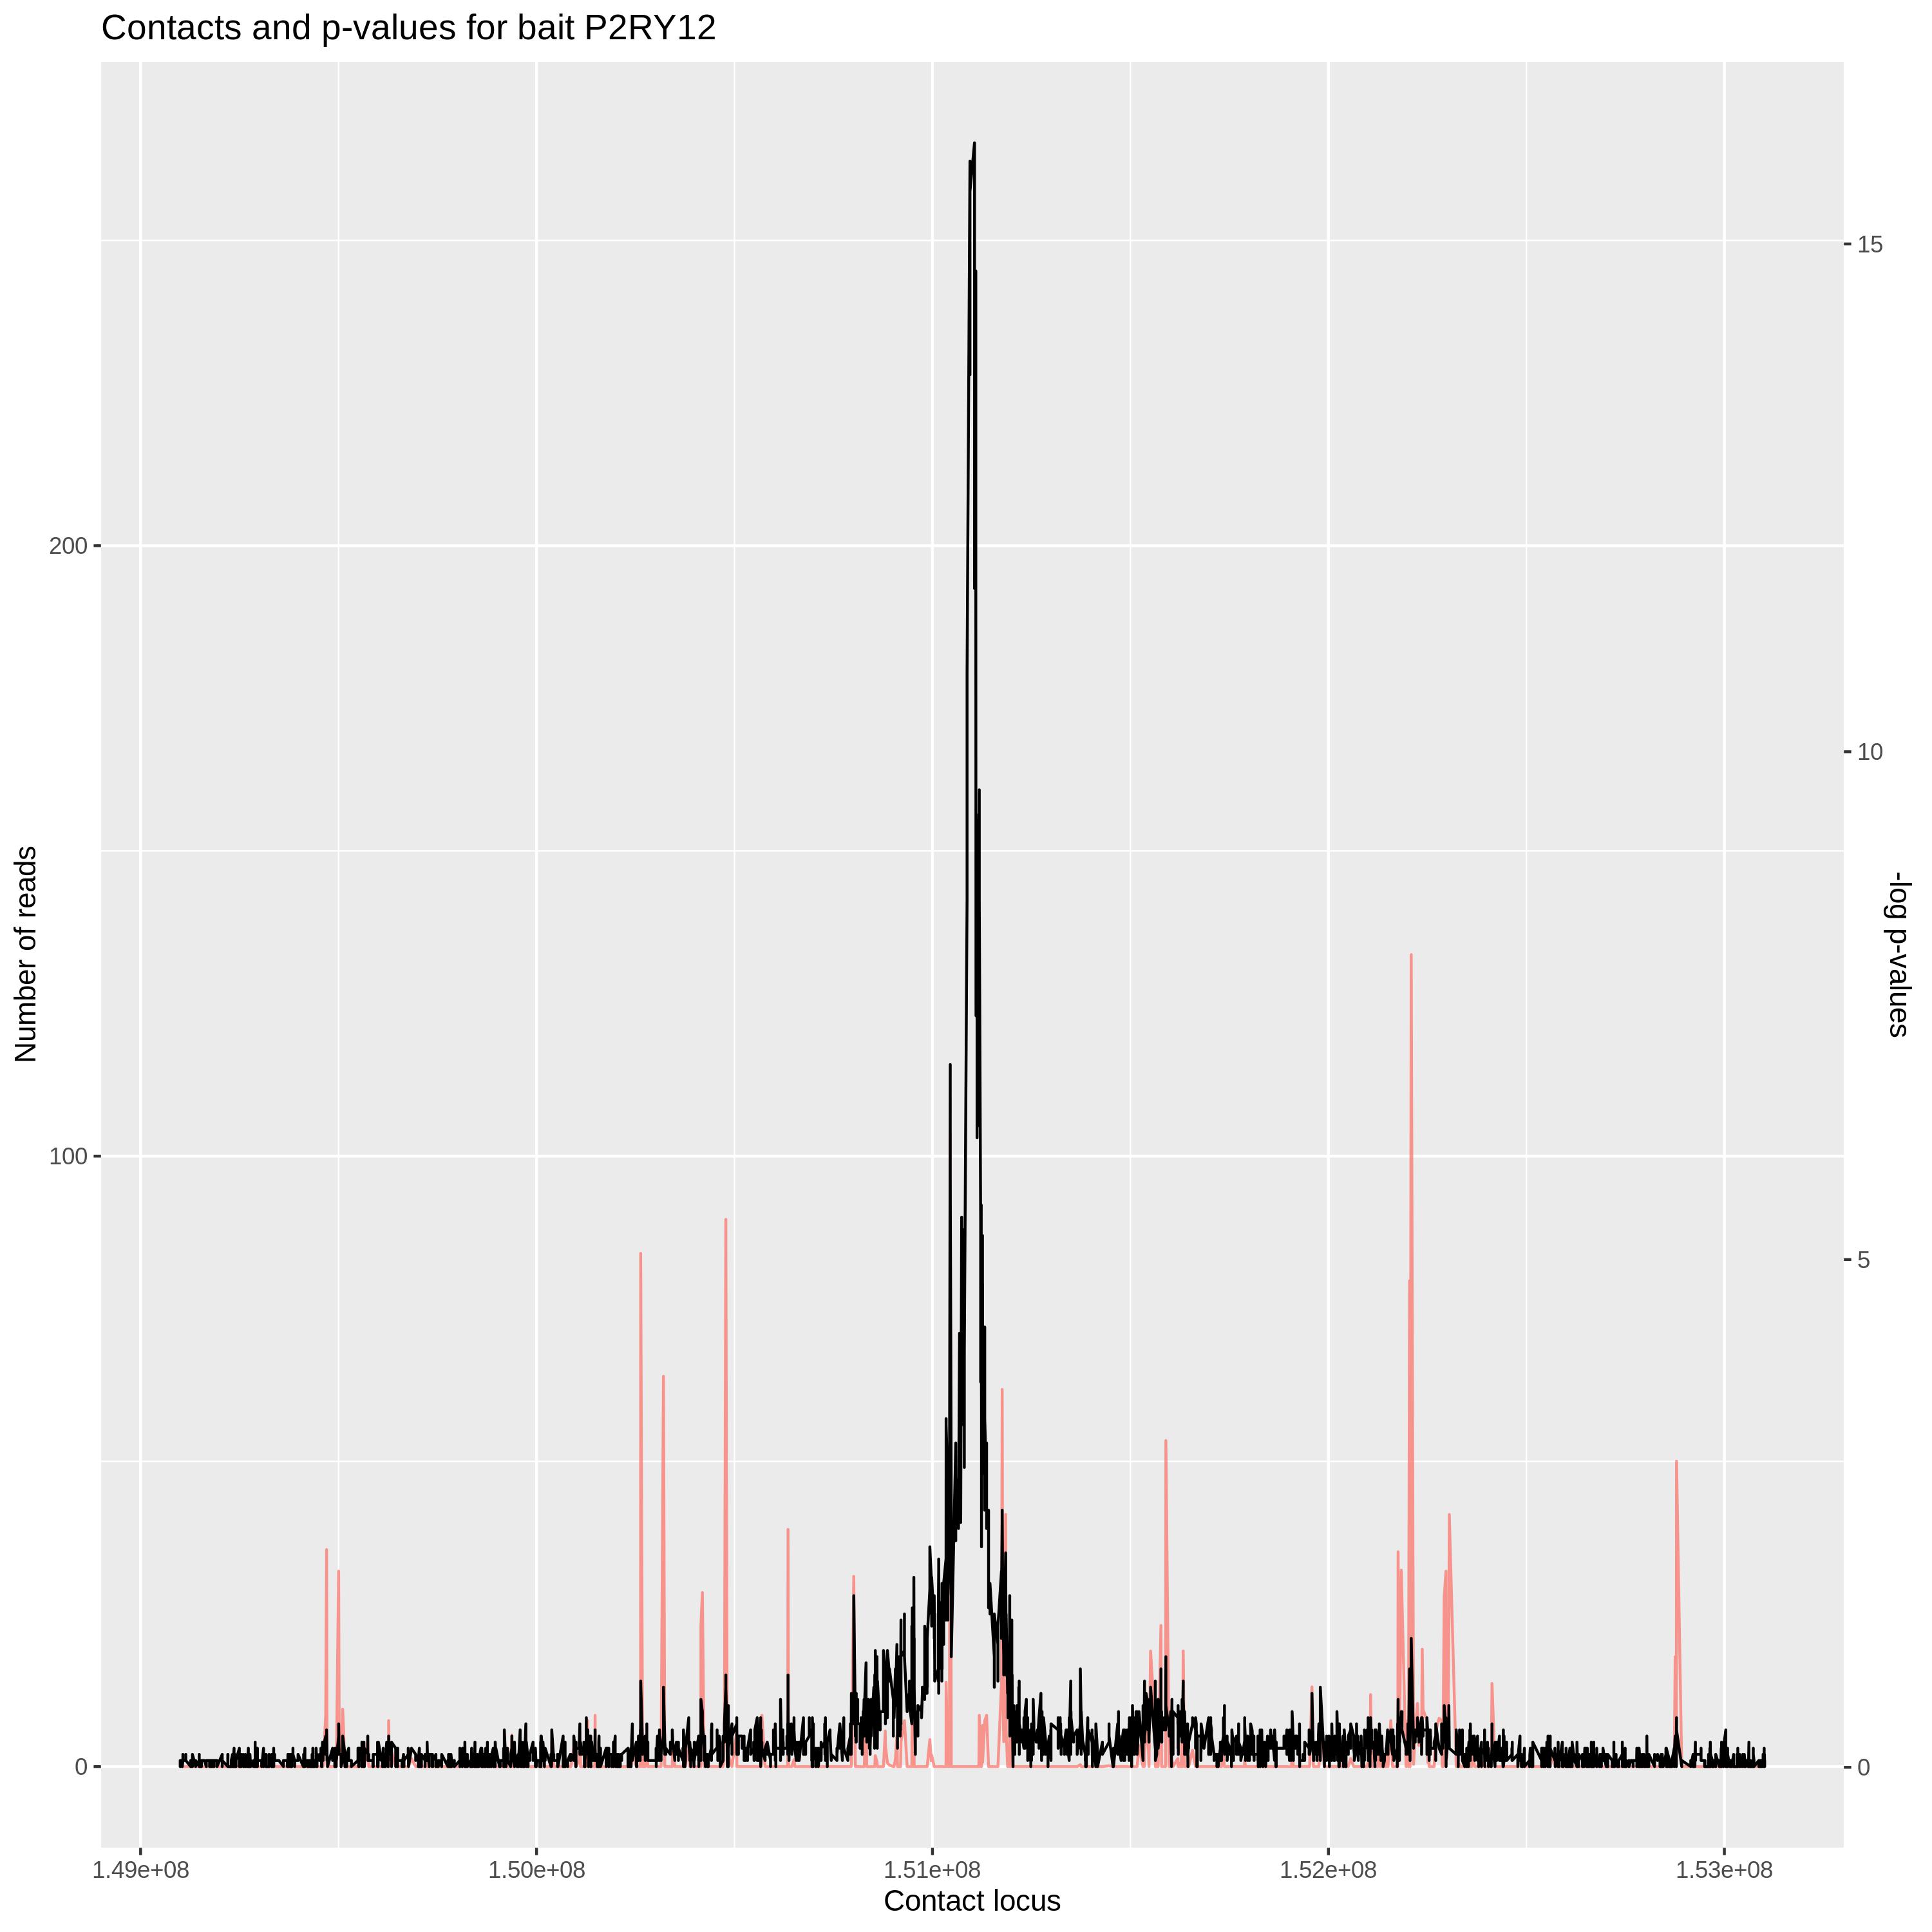 Contacts and p-values for bait P2RY12
Number of reads
200
100
0
15
10
5
0
-log p-values
1.49e+08 1.50e+08 1.51e+08 1.52e+08 1.53e+08
Contact locus